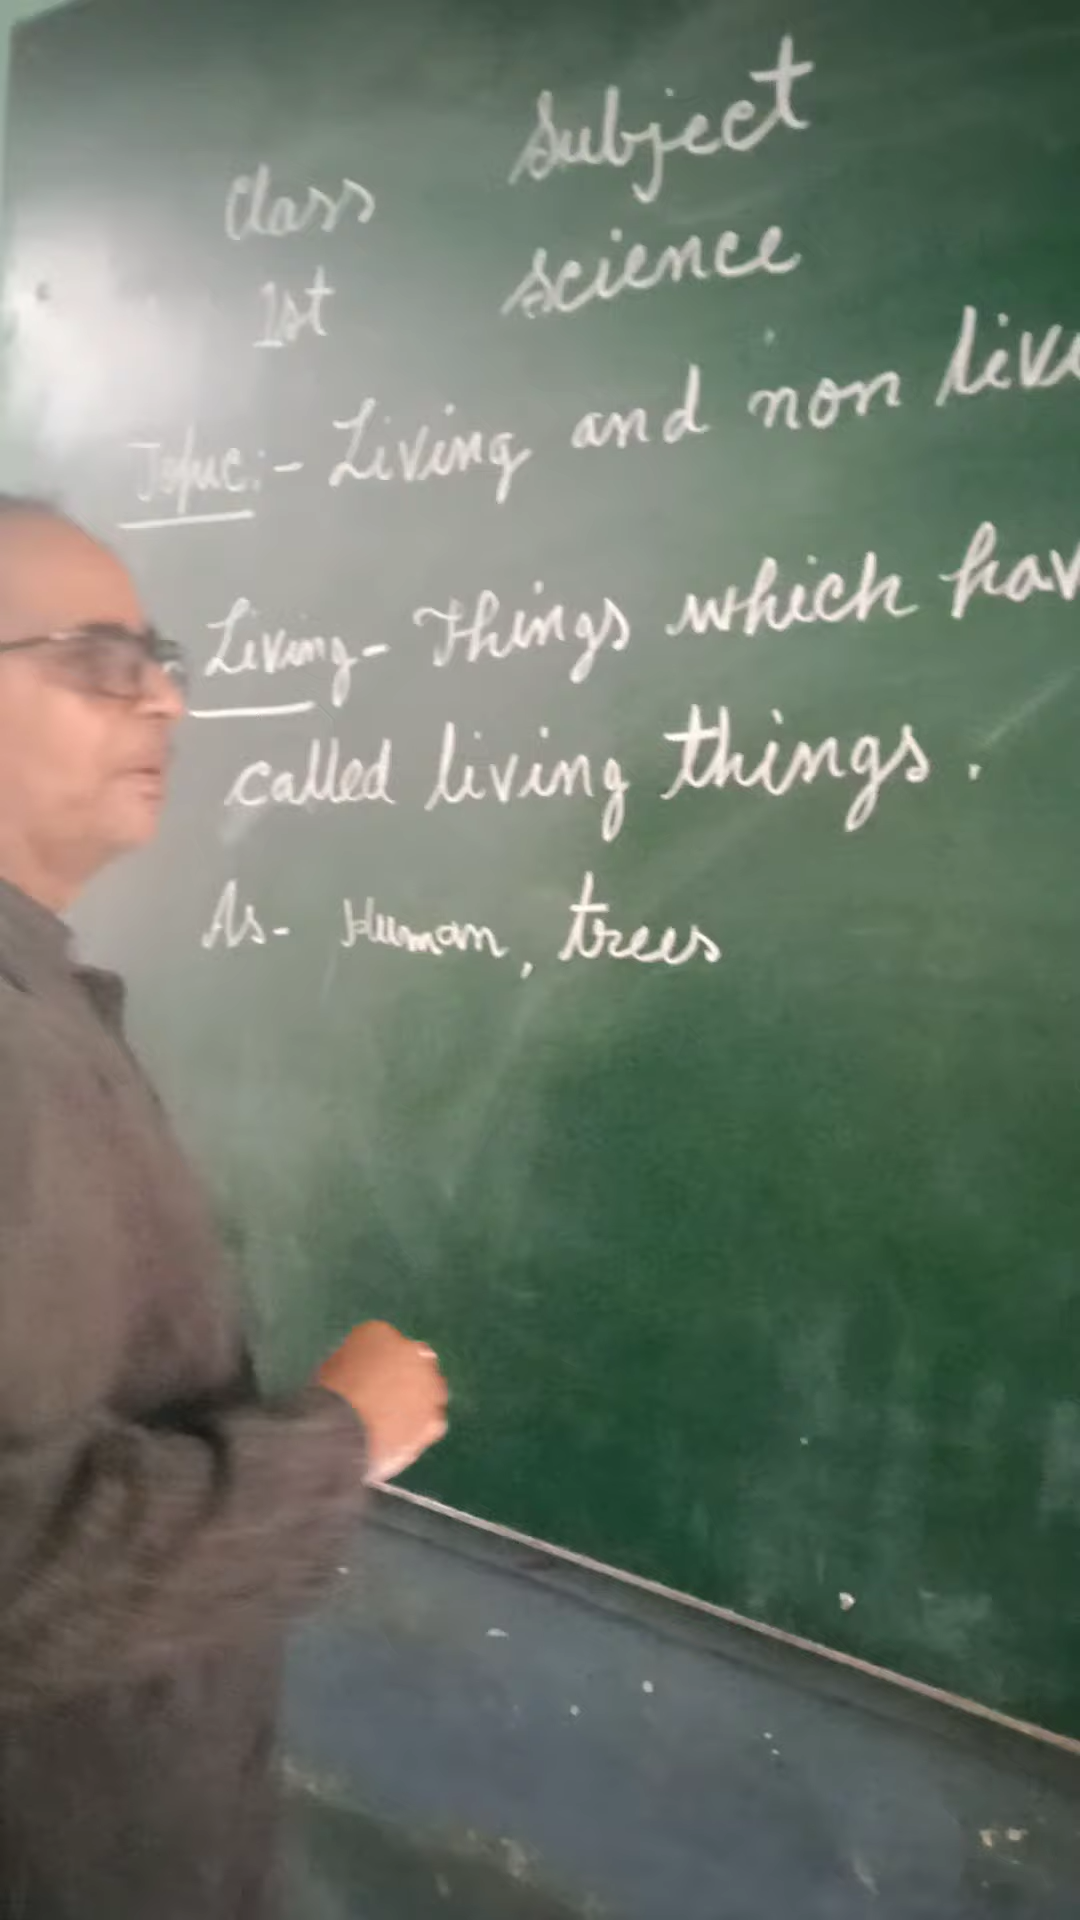 Class Subject
1st science
Topic:- Living and non
Living- Things which
called living things.
As- Human, trees